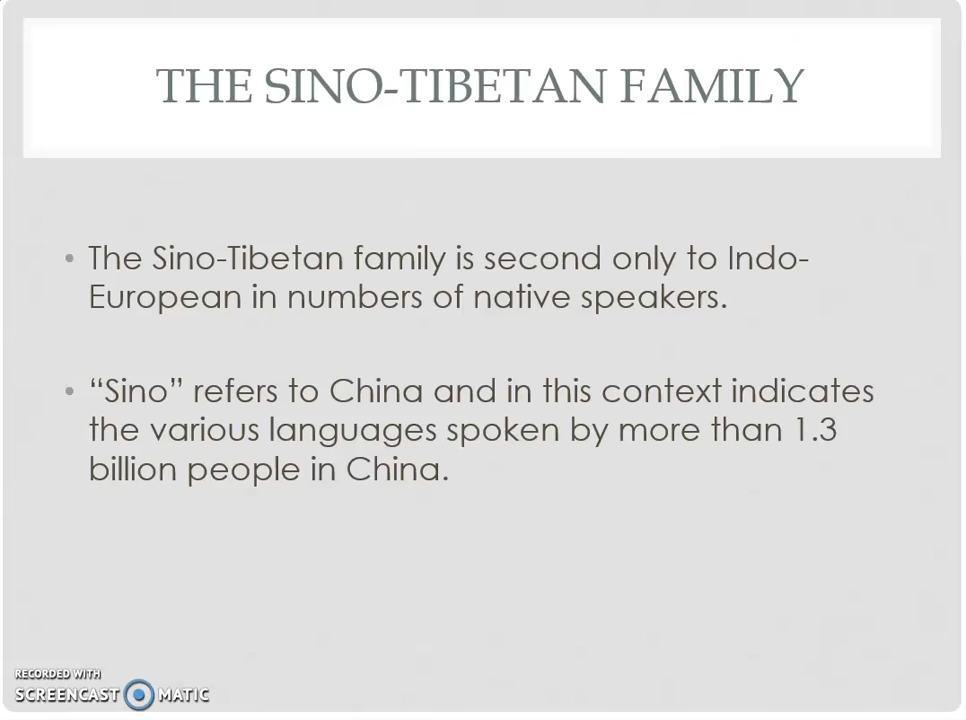 THE SINO-TIBETAN FAMILY
• The Sino-Tibetan family is second only to Indo-
European in numbers of native speakers.
• “Sino” refers to China and in this context indicates
the various languages spoken by more than 1.3
billion people in China.
RECORDED WITH
SCREENCAST MATIC